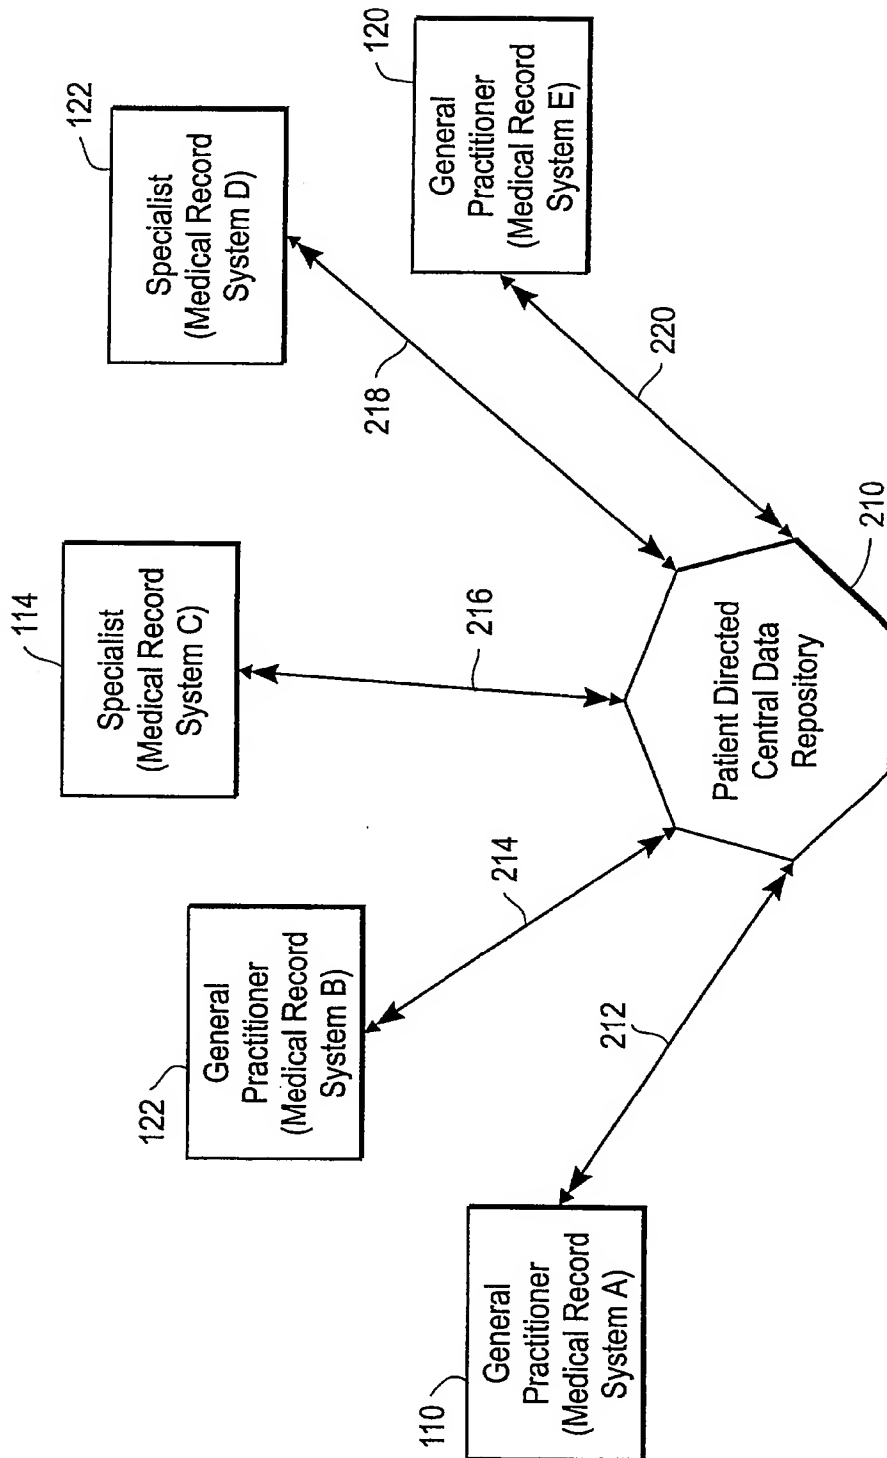 110
General
Practitioner
(Medical Record
System A)
122
General
Practitioner
(Medical Record
System B)
114
Specialist
(Medical Record
System C)
122
Specialist
(Medical Record
System D)
120
General
Practitioner
(Medical Record
System E)
212
214
216
218
220
Patient Directed
Central Data
Repository
210